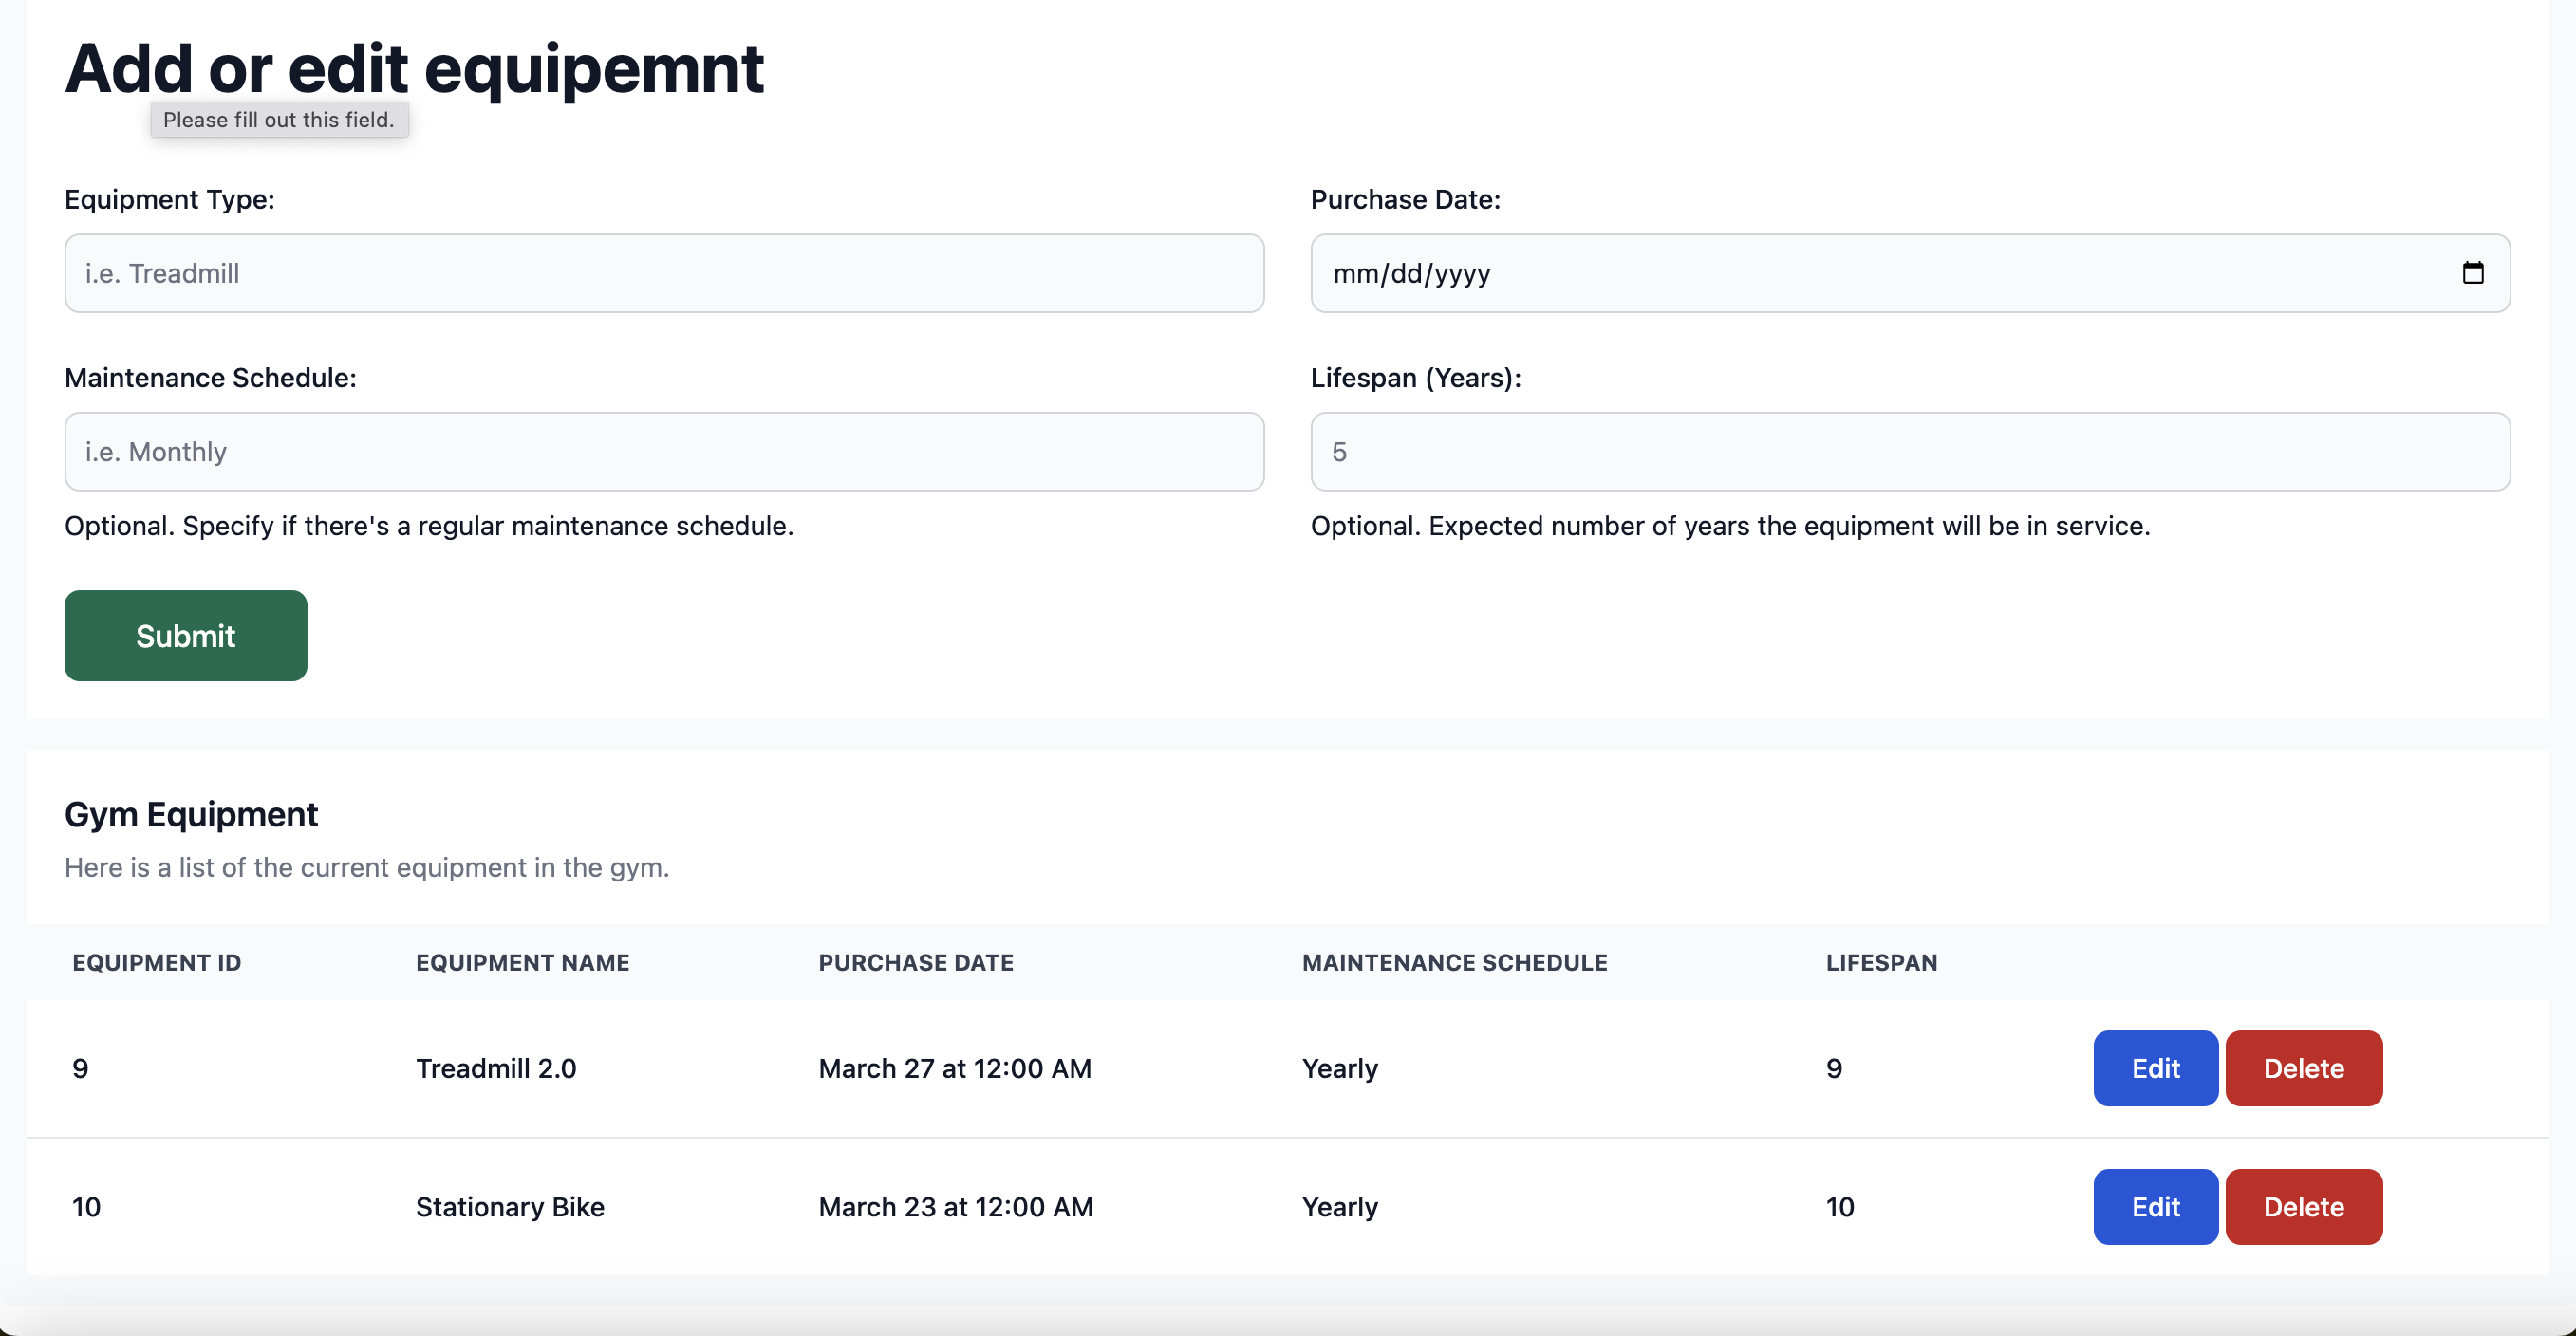 Add or edit equipemnt
Please fill out this field.
Equipment Type:
Purchase Date:
i.e. Treadmill
mm/dd/yyyy
Maintenance Schedule:
Lifespan (Years):
i.e. Monthly
5
Optional. Specify if there's a regular maintenance schedule.
Optional. Expected number of years the equipment will be in service.
Submit
Gym Equipment
Here is a list of the current equipment in the gym.
EQUIPMENT ID EQUIPMENT NAME PURCHASE DATE MAINTENANCE SCHEDULE LIFESPAN
9 Treadmill 2.0 March 27 at 12:00 AM Yearly 9 Edit Delete
10 Stationary Bike March 23 at 12:00 AM Yearly 10 Edit Delete